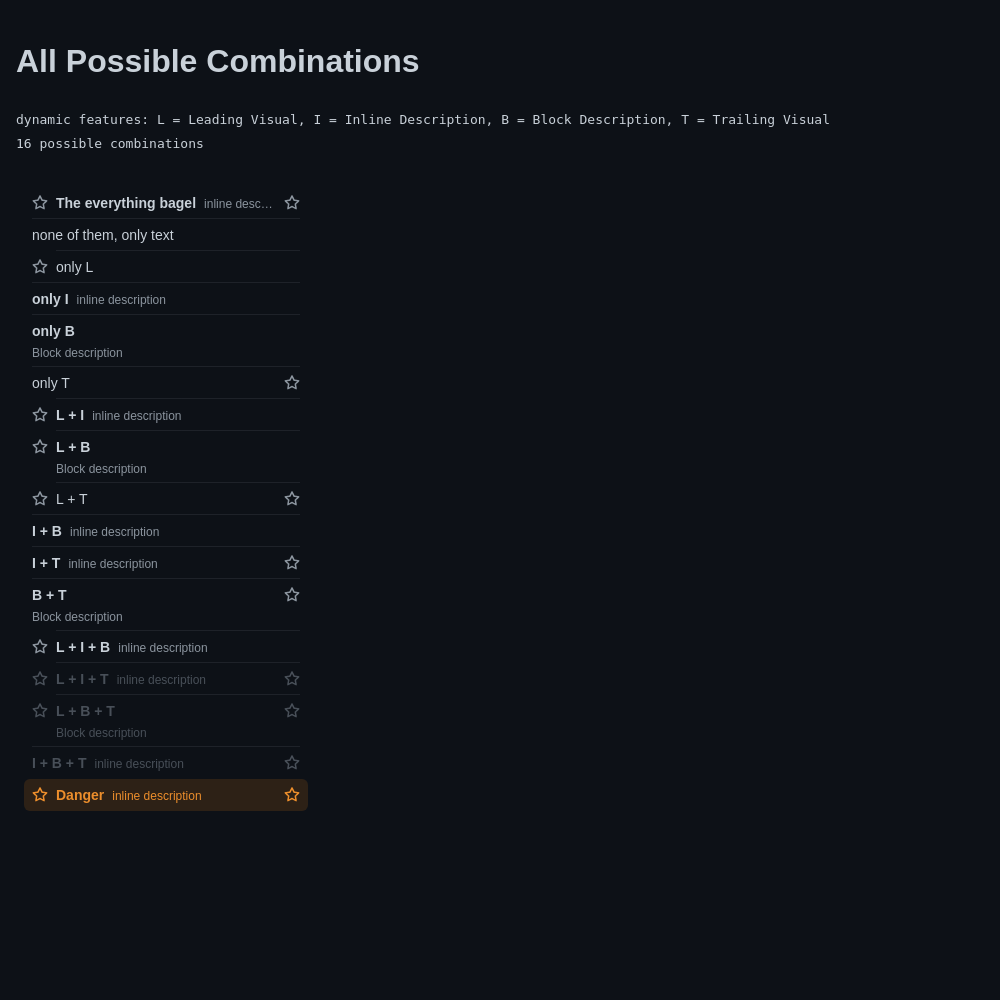 All Possible Combinations
dynamic features: L = Leading Visual, I = Inline Description, B = Block Description, T = Trailing Visual
16 possible combinations
The everything bagel inline desc…
none of them, only text
only L
only I inline description
only B
Block description
only T
L + I inline description
L + B
Block description
L + T
I + B inline description
I + T inline description
B + T
Block description
L + I + B inline description
L + I + T inline description
L + B + T
Block description
I + B + T inline description
Danger inline description